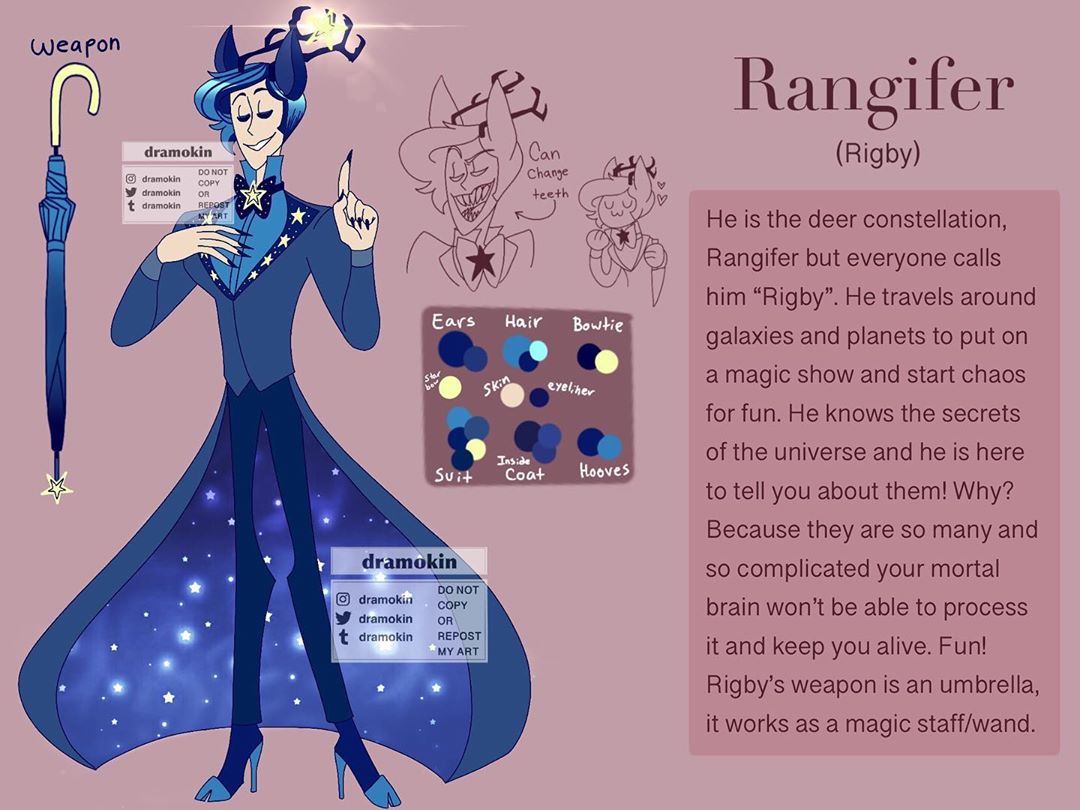 Weapon
dramokin
dramokin
dramokin
dramokin
DO NOT
COPY
OR
REPOST
MY ART
Can
Change
teeth
Rangifer
(Rigby)
He is the deer constellation,
Rangifer but everyone calls
him “Rigby”. He travels around
galaxies and planets to put on
a magic show and start chaos
for fun. He knows the secrets
of the universe and he is here
to tell you about them! Why?
Because they are so many and
so complicated your mortal
brain won’t be able to process
it and keep you alive. Fun!
Rigby’s weapon is an umbrella,
it works as a magic staff/wand.
Ears Hair Bowtie
Star
Skin eyeliner
Suit Inside Coat Hooves
dramokin
dramokin
dramokin
dramokin
DO NOT
COPY
OR
REPOST
MY ART